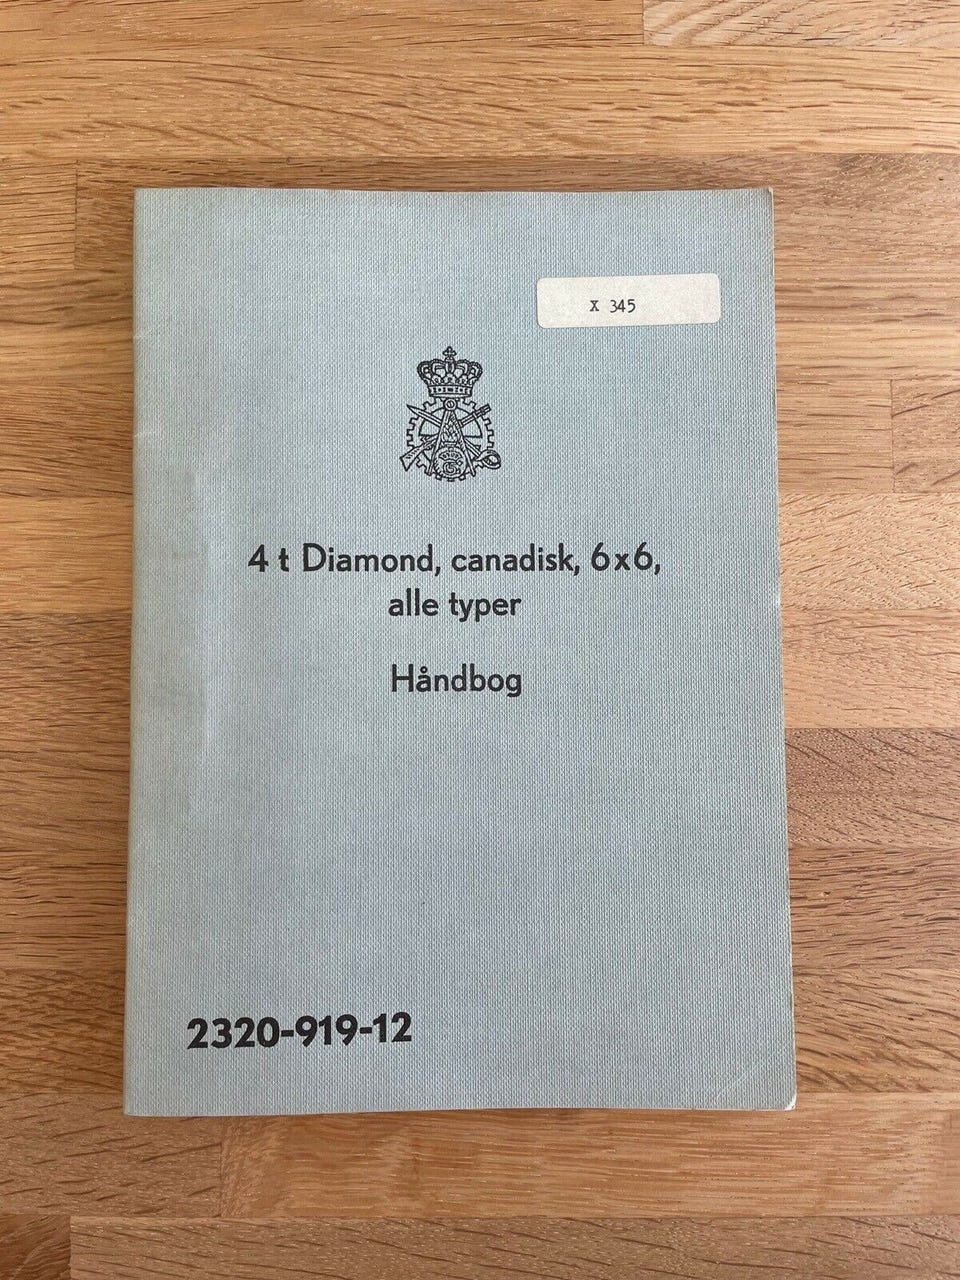 X 345
4 t Diamond, canadisk, 6x6,
alle typer
Håndbog
2320-919-12